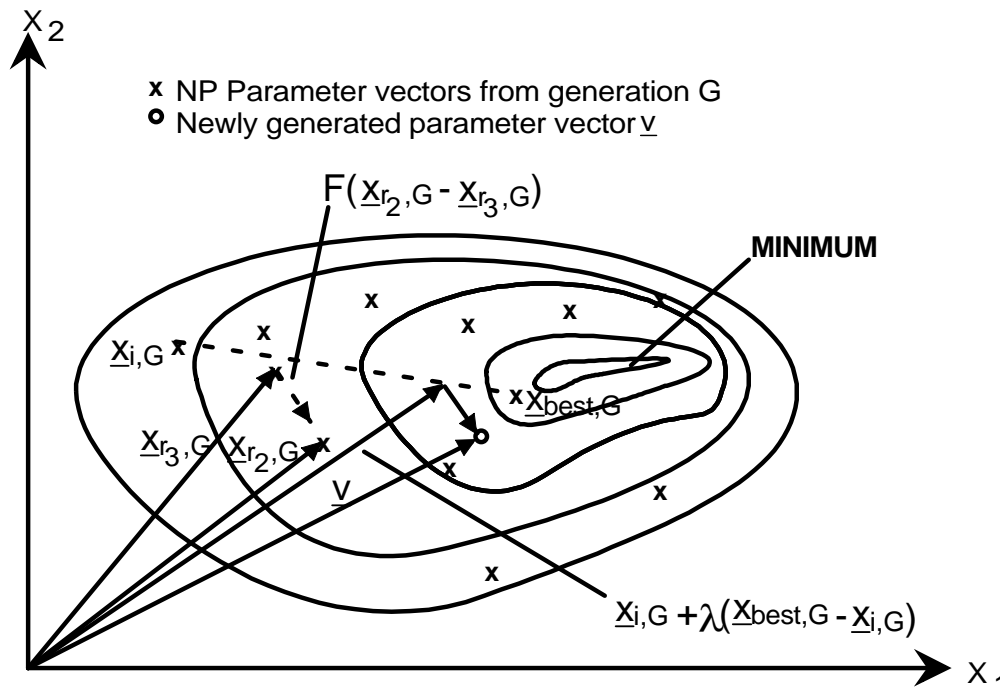 X2
x NP Parameter vectors from generation G
o Newly generated parameter vector v
F(xr2,G - xr3,G)
MINIMUM
xi,G
xbest,G
xr3,G
xr2,G
v
xi,G + λ(xbest,G - xi,G)
X